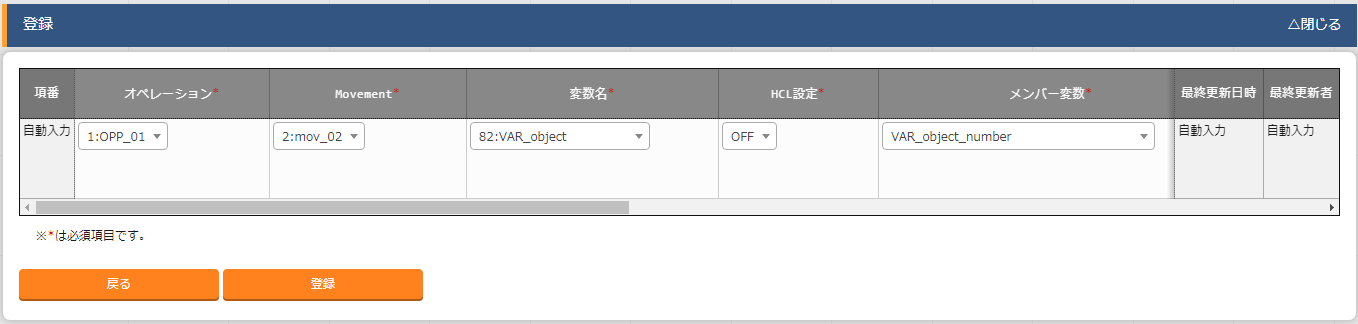 登録 △閉じる
項番 オペレーション* Movement* 変数名* HCL設定* メンバー変数* 最終更新日時 最終更新者
自動入力 1:OPP_01 2:mov_02 82:VAR_object OFF VAR_object_number 自動入力 自動入力
※*は必須項目です。
戻る 登録